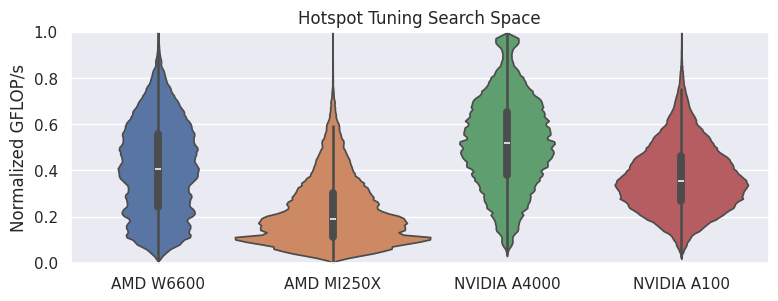 Hotspot Tuning Search Space
Normalized GFLOP/s
1.0
0.8
0.6
0.4
0.2
0.0
AMD W6600
AMD MI250X
NVIDIA A4000
NVIDIA A100